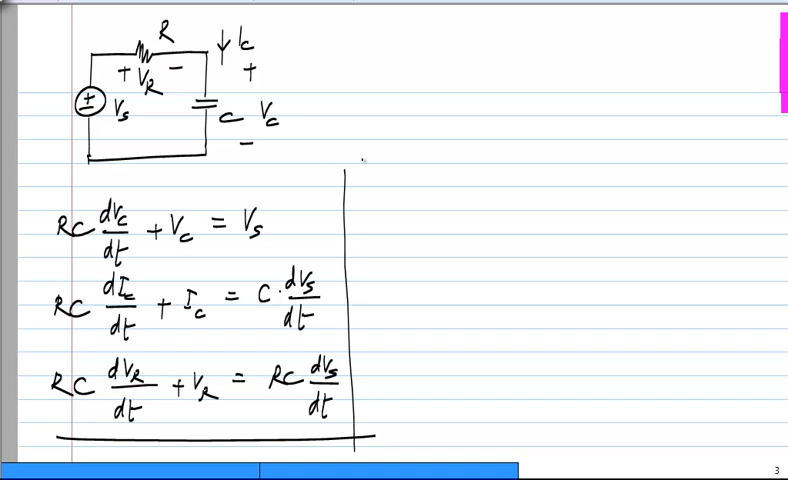 R
I_c
+ V_R −
+
± V_s
C V_c
−
RC dV_c/dt + V_c = V_s
RC dI_c/dt + I_c = C · dV_s/dt
RC dV_R/dt + V_R = RC dV_s/dt
3